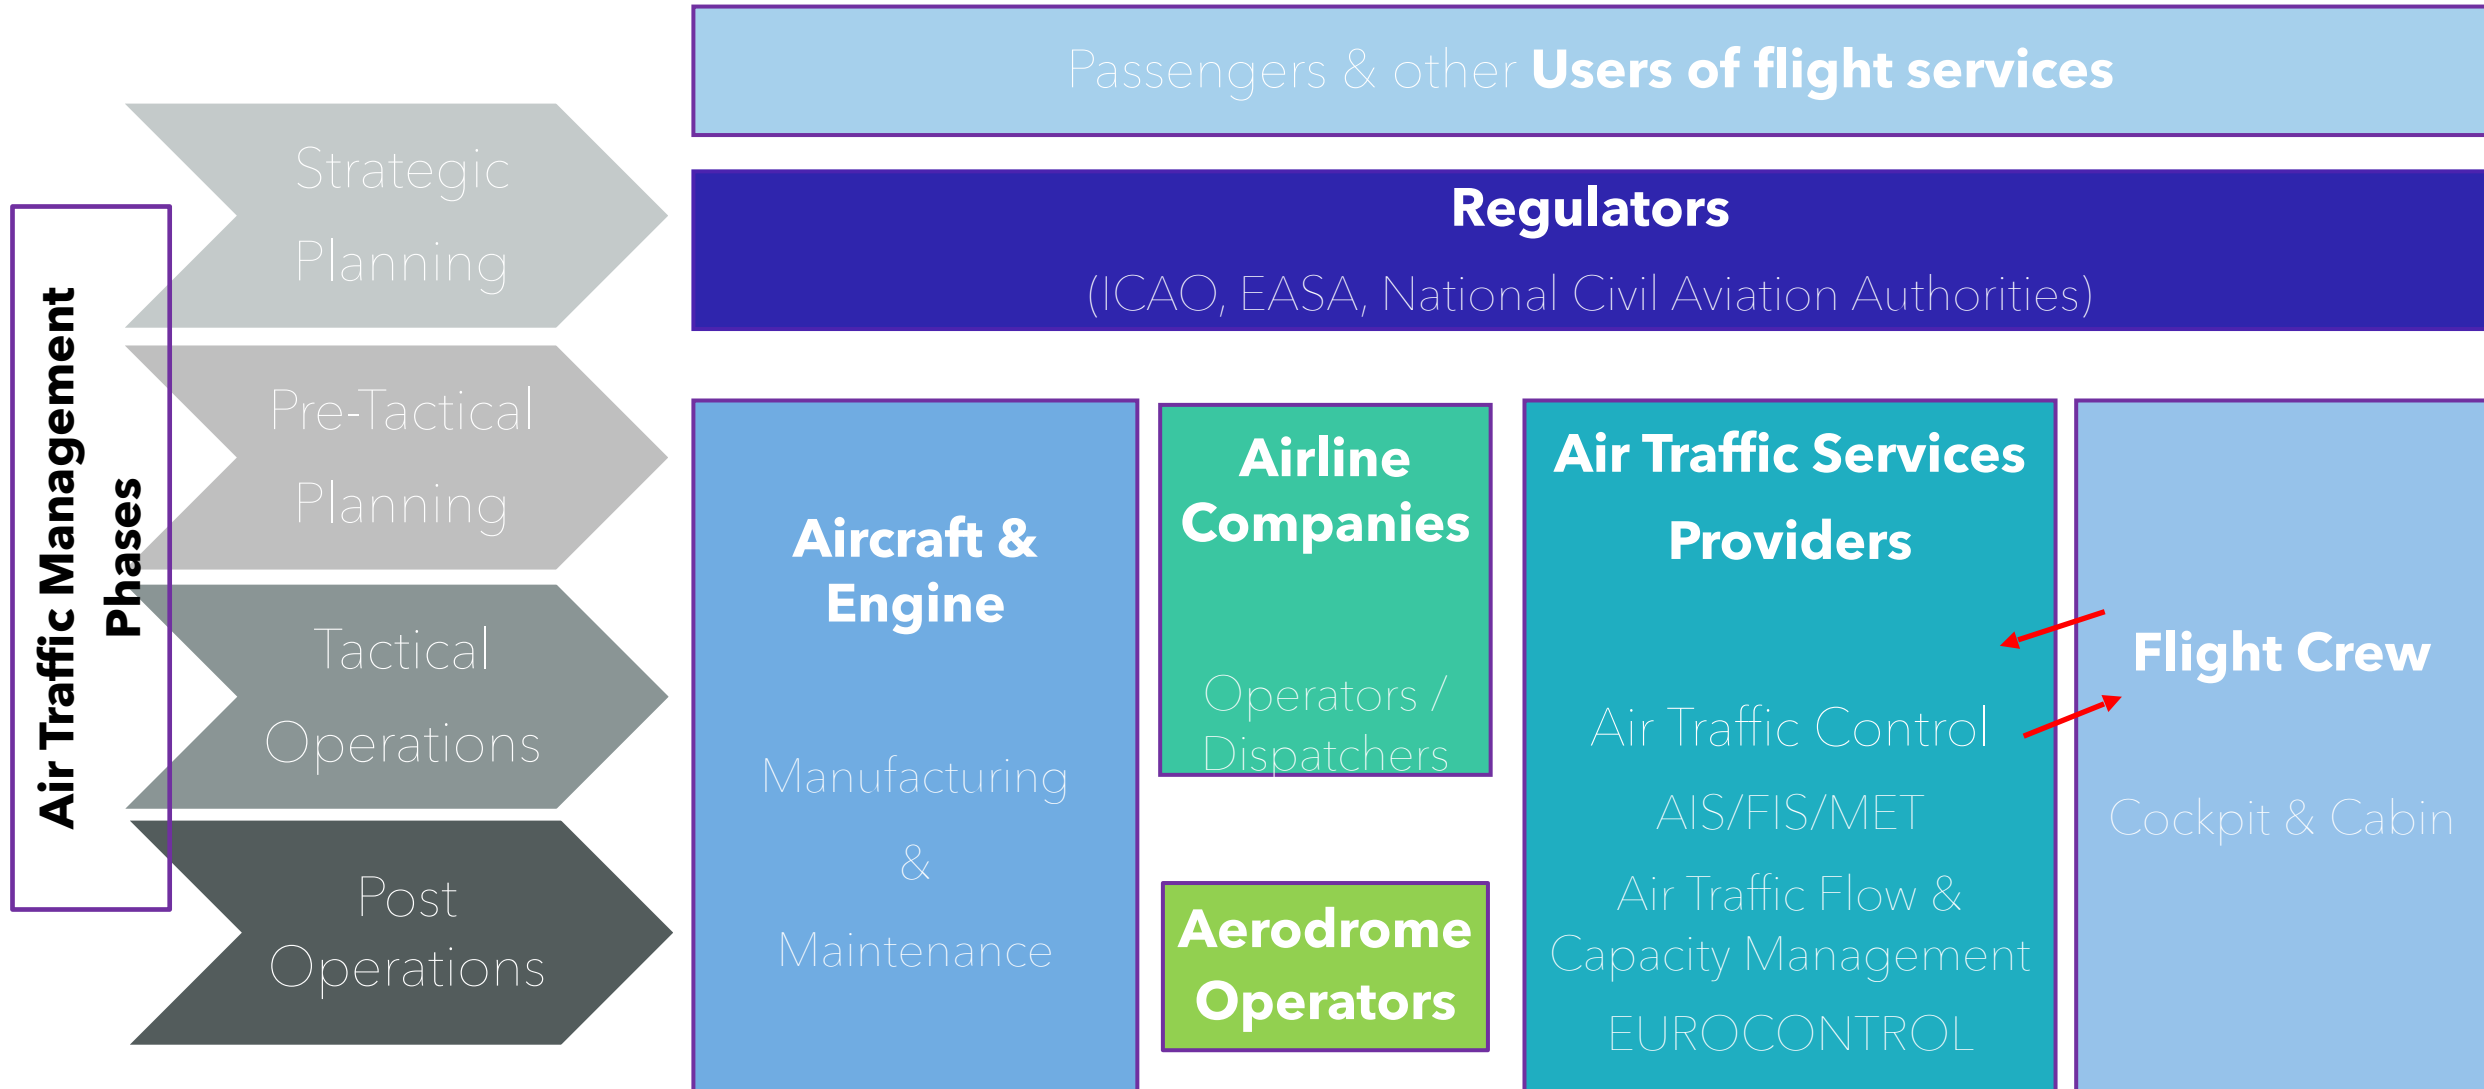 Air Traffic Management
Phases
Strategic
Planning
Pre-Tactical
Planning
Tactical
Operations
Post
Operations
Passengers & other Users of flight services
Regulators
(ICAO, EASA, National Civil Aviation Authorities)
Aircraft &
Engine
Manufacturing
&
Maintenance
Airline
Companies
Operators /
Dispatchers
Aerodrome
Operators
Air Traffic Services
Providers
Air Traffic Control
AIS/FIS/MET
Air Traffic Flow &
Capacity Management
EUROCONTROL
Flight Crew
Cockpit & Cabin